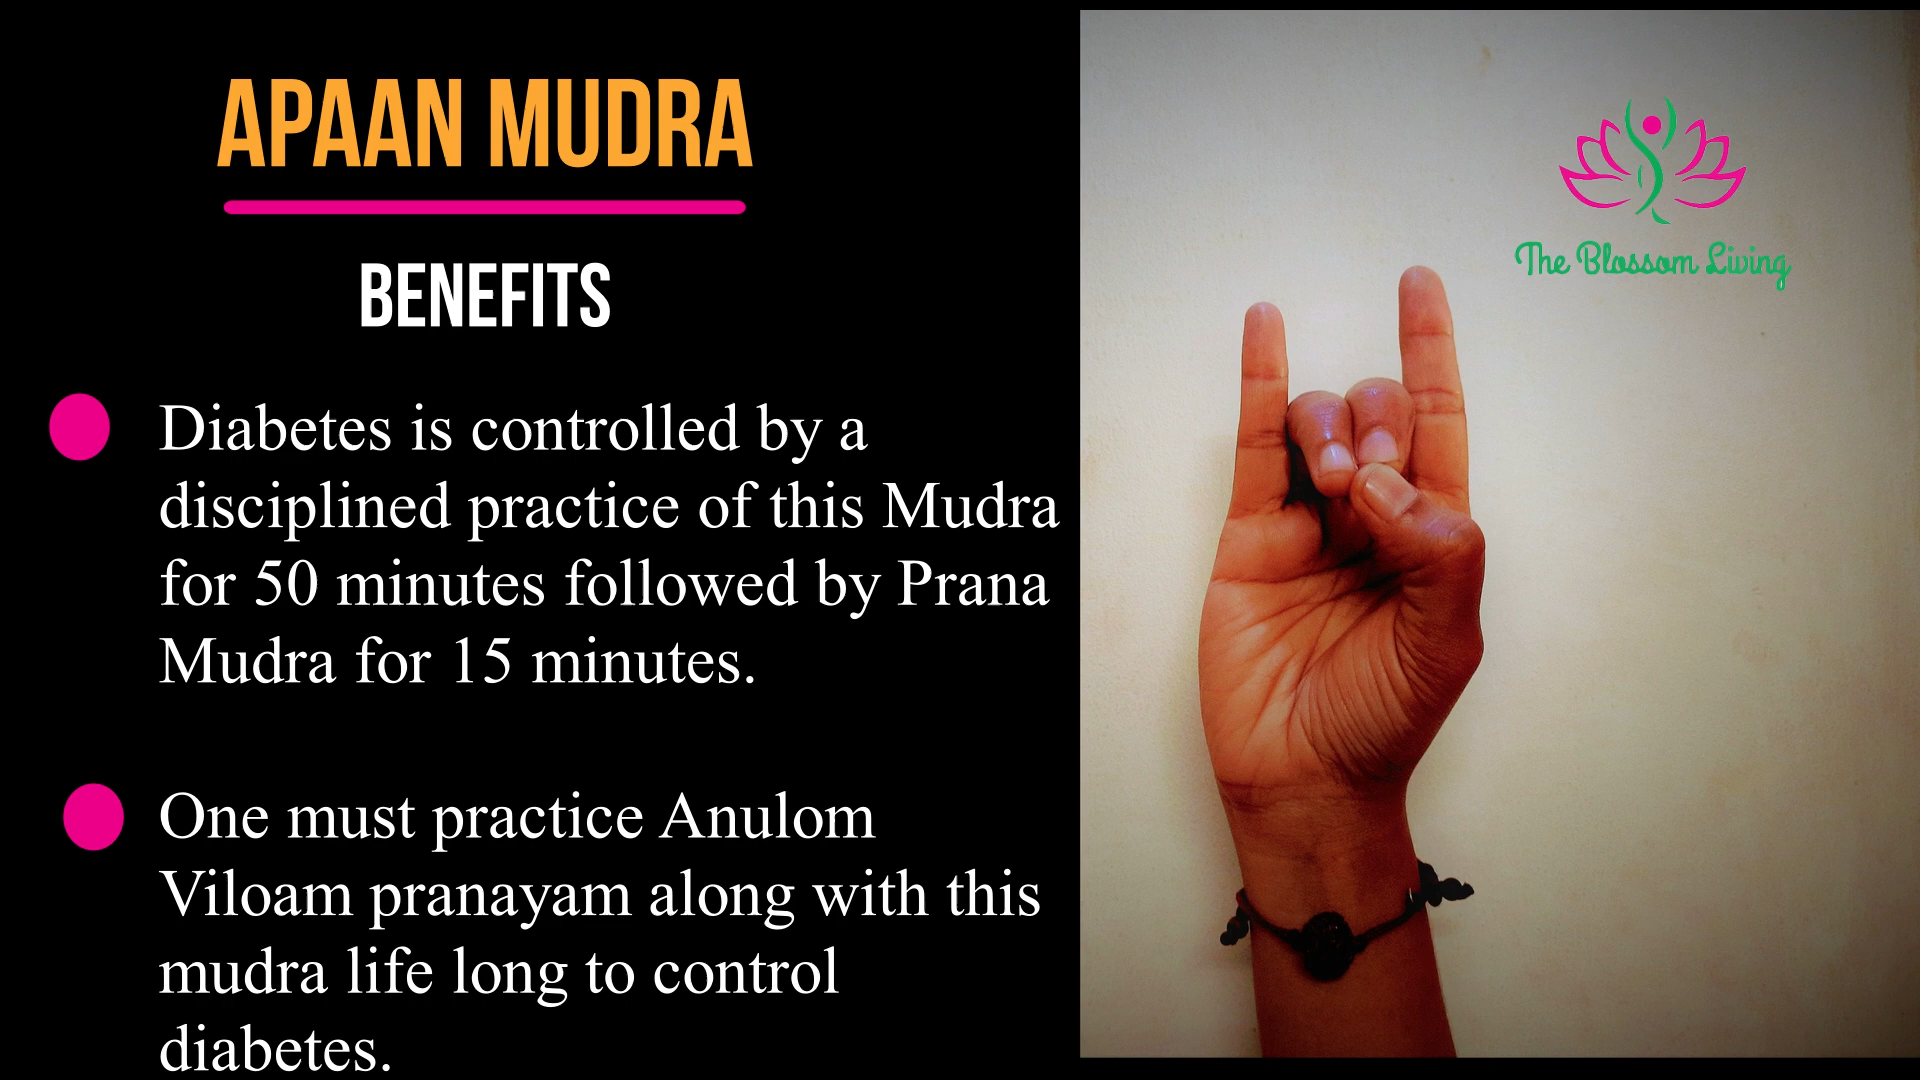 APAAN MUDRA
BENEFITS
Diabetes is controlled by a
disciplined practice of this Mudra
for 50 minutes followed by Prana
Mudra for 15 minutes.
One must practice Anulom
Viloam pranayam along with this
mudra life long to control
diabetes.
The Blossom Living